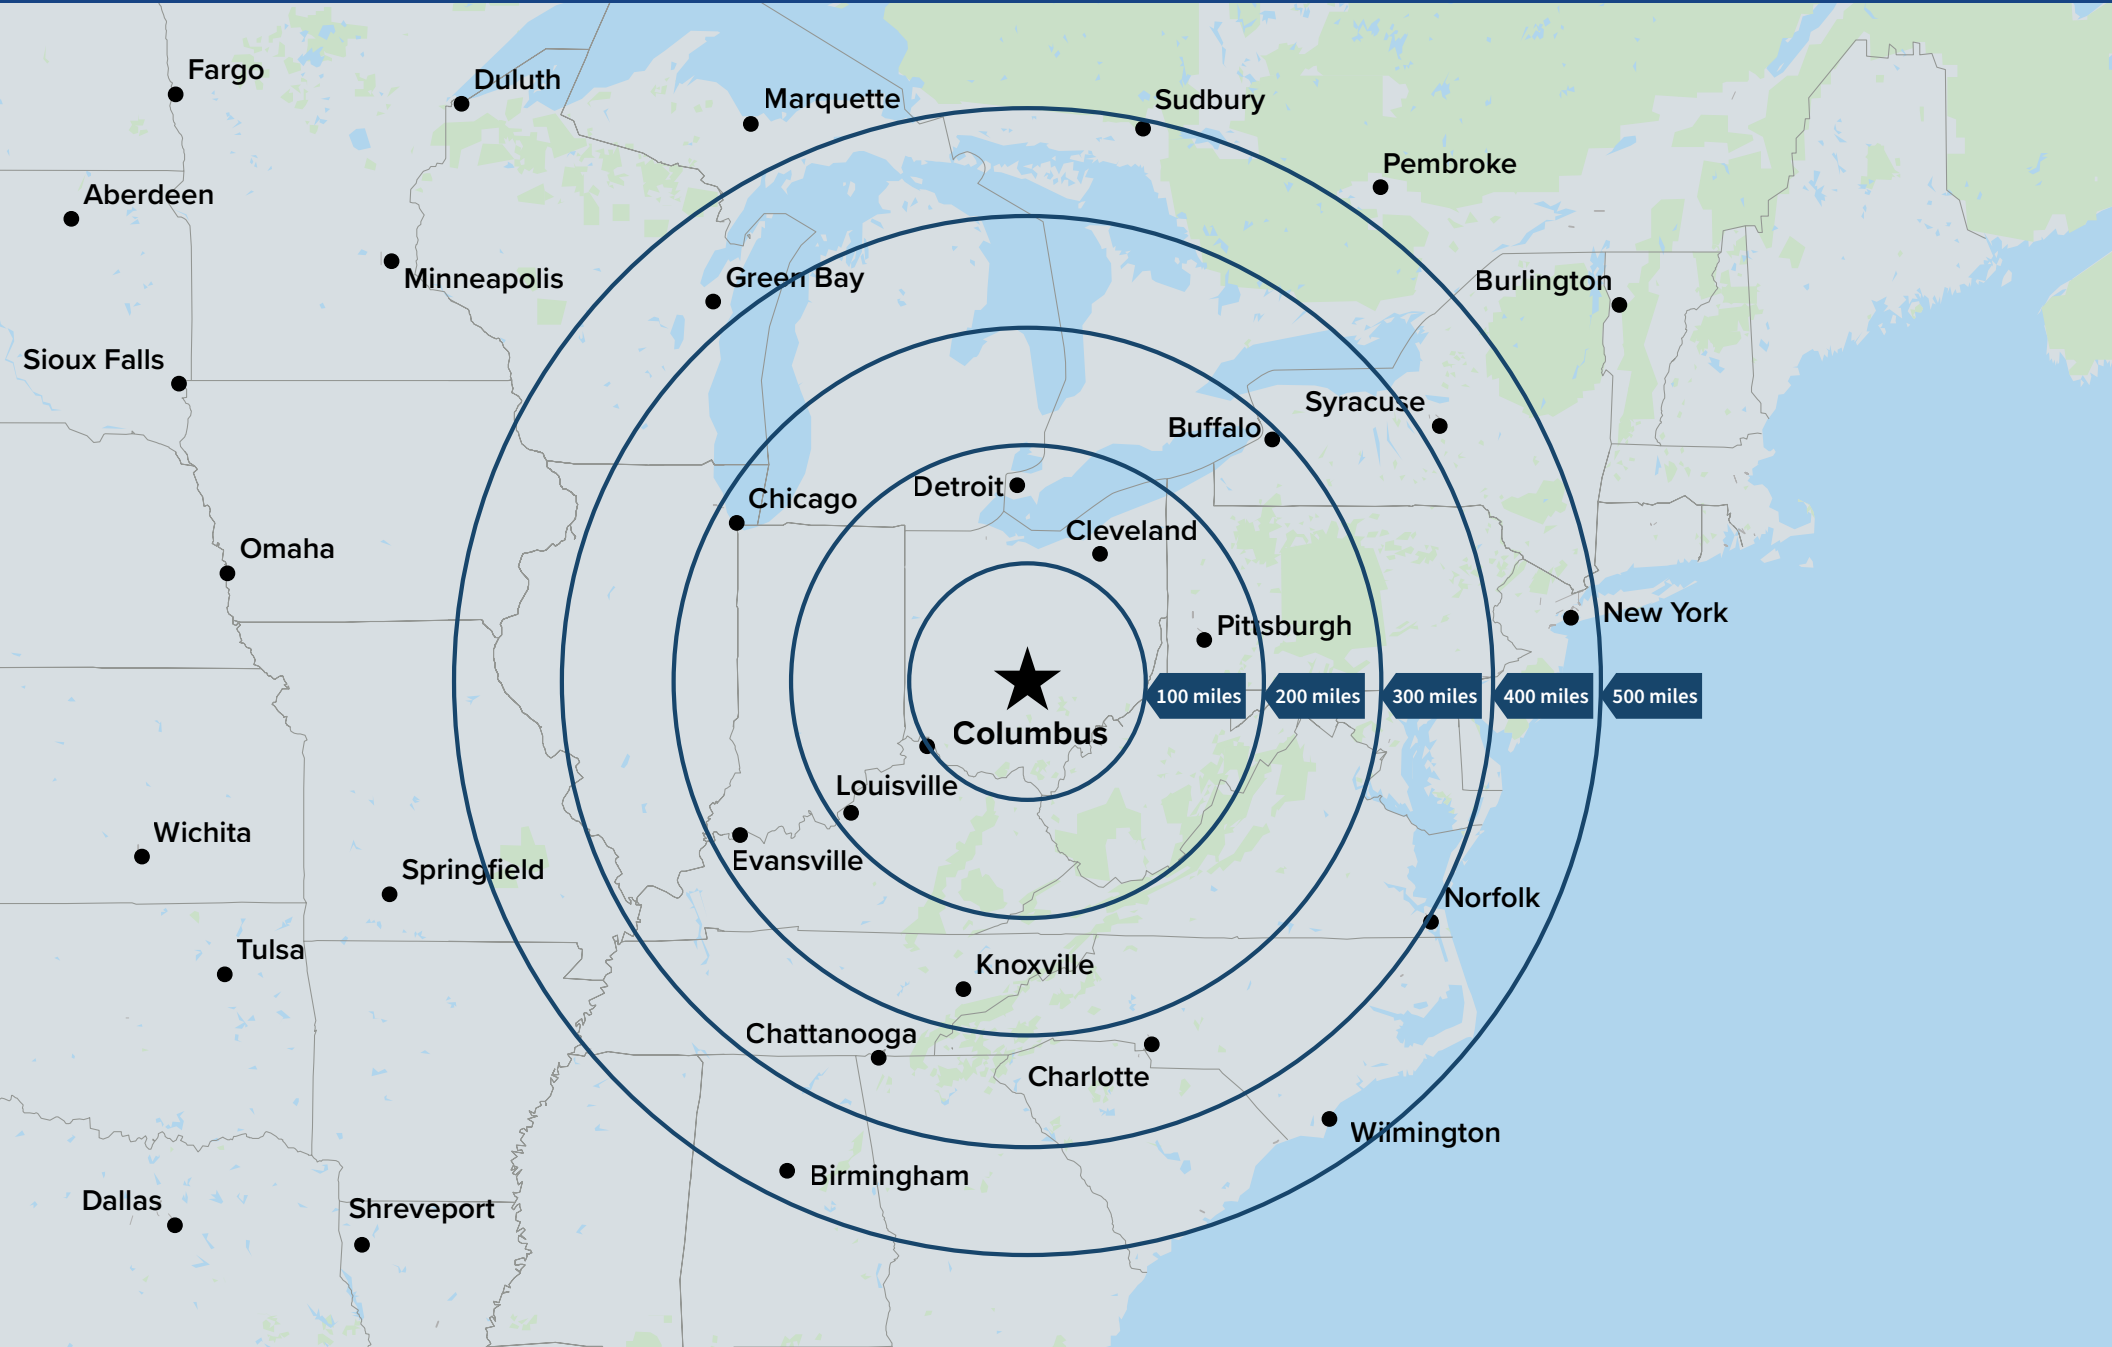 Fargo
Duluth
Marquette
Sudbury
Pembroke
Aberdeen
Minneapolis
Green Bay
Burlington
Sioux Falls
Syracuse
Buffalo
Detroit
Chicago
Cleveland
Omaha
New York
Pittsburgh
100 miles
200 miles
300 miles
400 miles
500 miles
Columbus
Louisville
Wichita
Evansville
Springfield
Norfolk
Tulsa
Knoxville
Chattanooga
Charlotte
Wilmington
Birmingham
Dallas
Shreveport